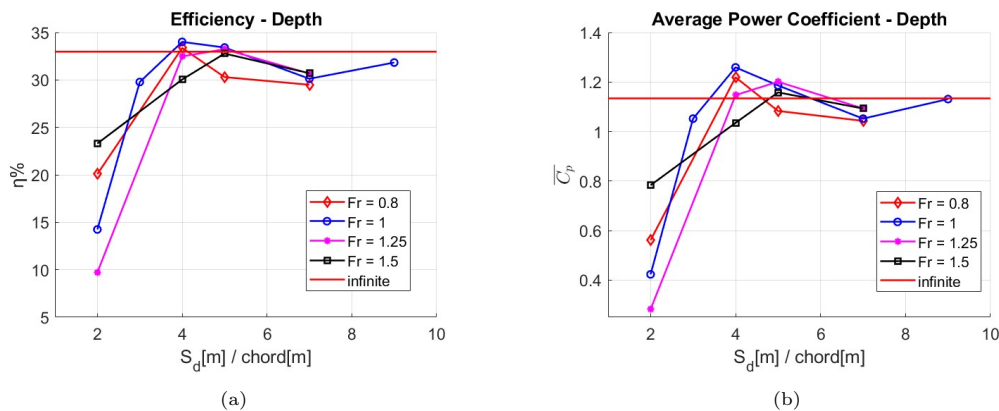 Efficiency - Depth
35
30
25
20
15
10
5
η%
2
4
6
8
10
S_d[m] / chord[m]
Fr = 0.8
Fr = 1
Fr = 1.25
Fr = 1.5
infinite
(a)
Average Power Coefficient - Depth
1.4
1.2
1
0.8
0.6
0.4
C̅_p
2
4
6
8
10
S_d[m] / chord[m]
Fr = 0.8
Fr = 1
Fr = 1.25
Fr = 1.5
infinite
(b)